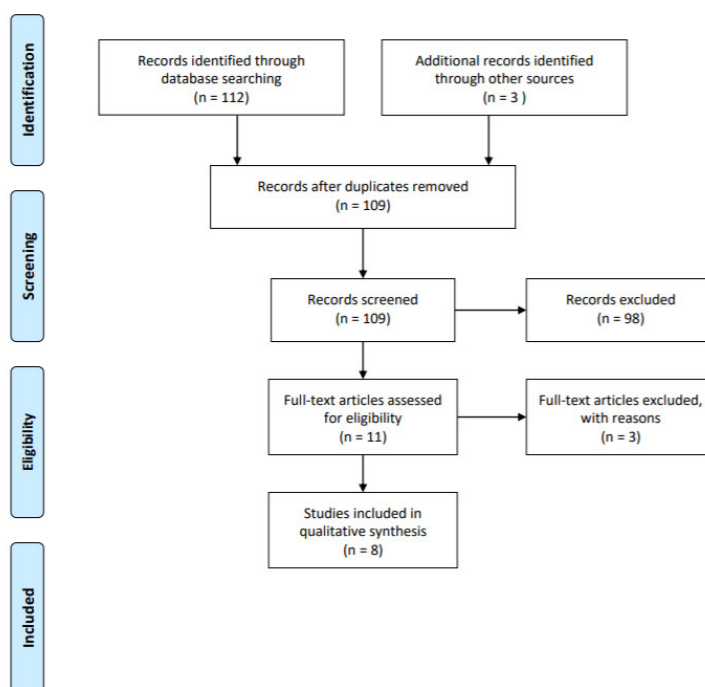 Identification
Records identified through
database searching
(n = 112)
Additional records identified
through other sources
(n = 3 )
Records after duplicates removed
(n = 109)
Screening
Records screened
(n = 109)
Records excluded
(n = 98)
Eligibility
Full-text articles assessed
for eligibility
(n = 11)
Full-text articles excluded,
with reasons
(n = 3)
Studies included in
qualitative synthesis
(n = 8)
Included